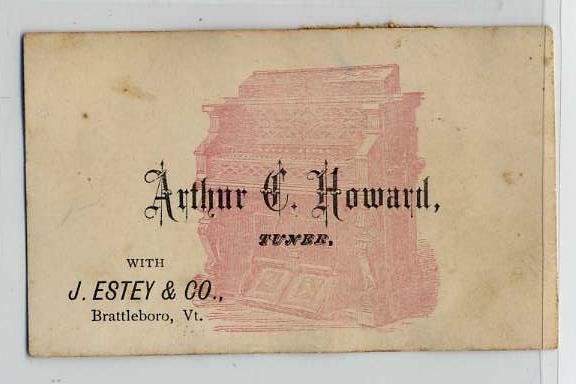 Arthur C. Howard,
TUNER,
WITH
J. ESTEY & CO.,
Brattleboro, Vt.